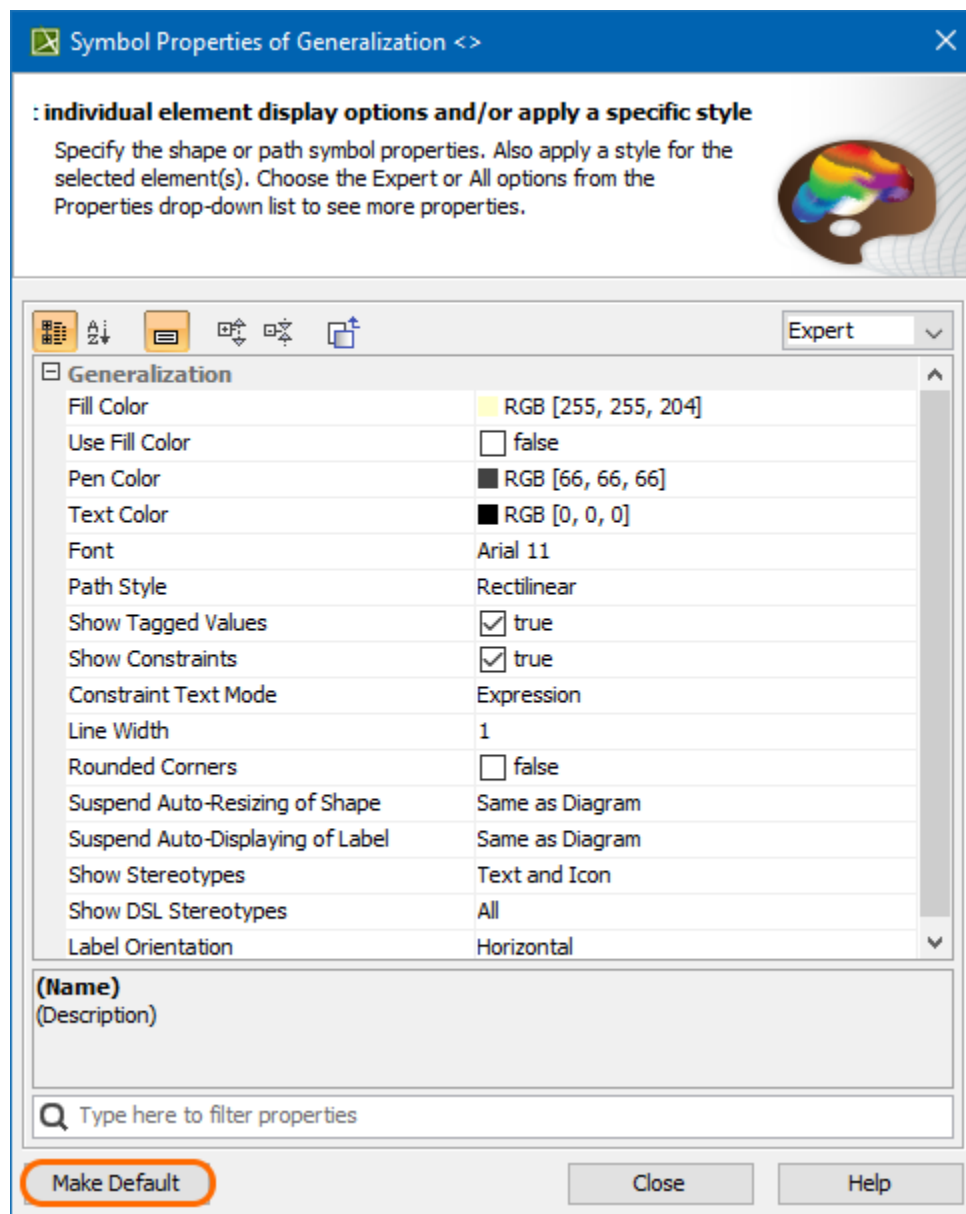 Symbol Properties of Generalization <>
: individual element display options and/or apply a specific style
Specify the shape or path symbol properties. Also apply a style for the
selected element(s). Choose the Expert or All options from the
Properties drop-down list to see more properties.
Expert
Generalization
Fill Color RGB [255, 255, 204]
Use Fill Color false
Pen Color RGB [66, 66, 66]
Text Color RGB [0, 0, 0]
Font Arial 11
Path Style Rectilinear
Show Tagged Values true
Show Constraints true
Constraint Text Mode Expression
Line Width 1
Rounded Corners false
Suspend Auto-Resizing of Shape Same as Diagram
Suspend Auto-Displaying of Label Same as Diagram
Show Stereotypes Text and Icon
Show DSL Stereotypes All
Label Orientation Horizontal
(Name)
(Description)
Type here to filter properties
Make Default Close Help